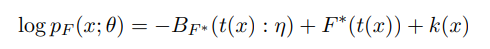 log p_F(x; θ) = −B_{F*}(t(x) : η) + F*(t(x)) + k(x)